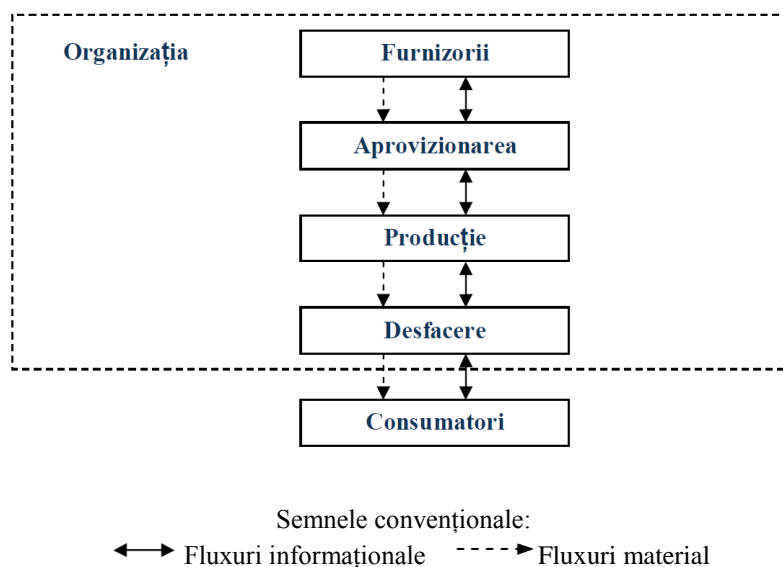 Organizația
Furnizorii
Aprovizionarea
Producție
Desfacere
Consumatori
Semnele convenționale:
Fluxuri informaționale Fluxuri material